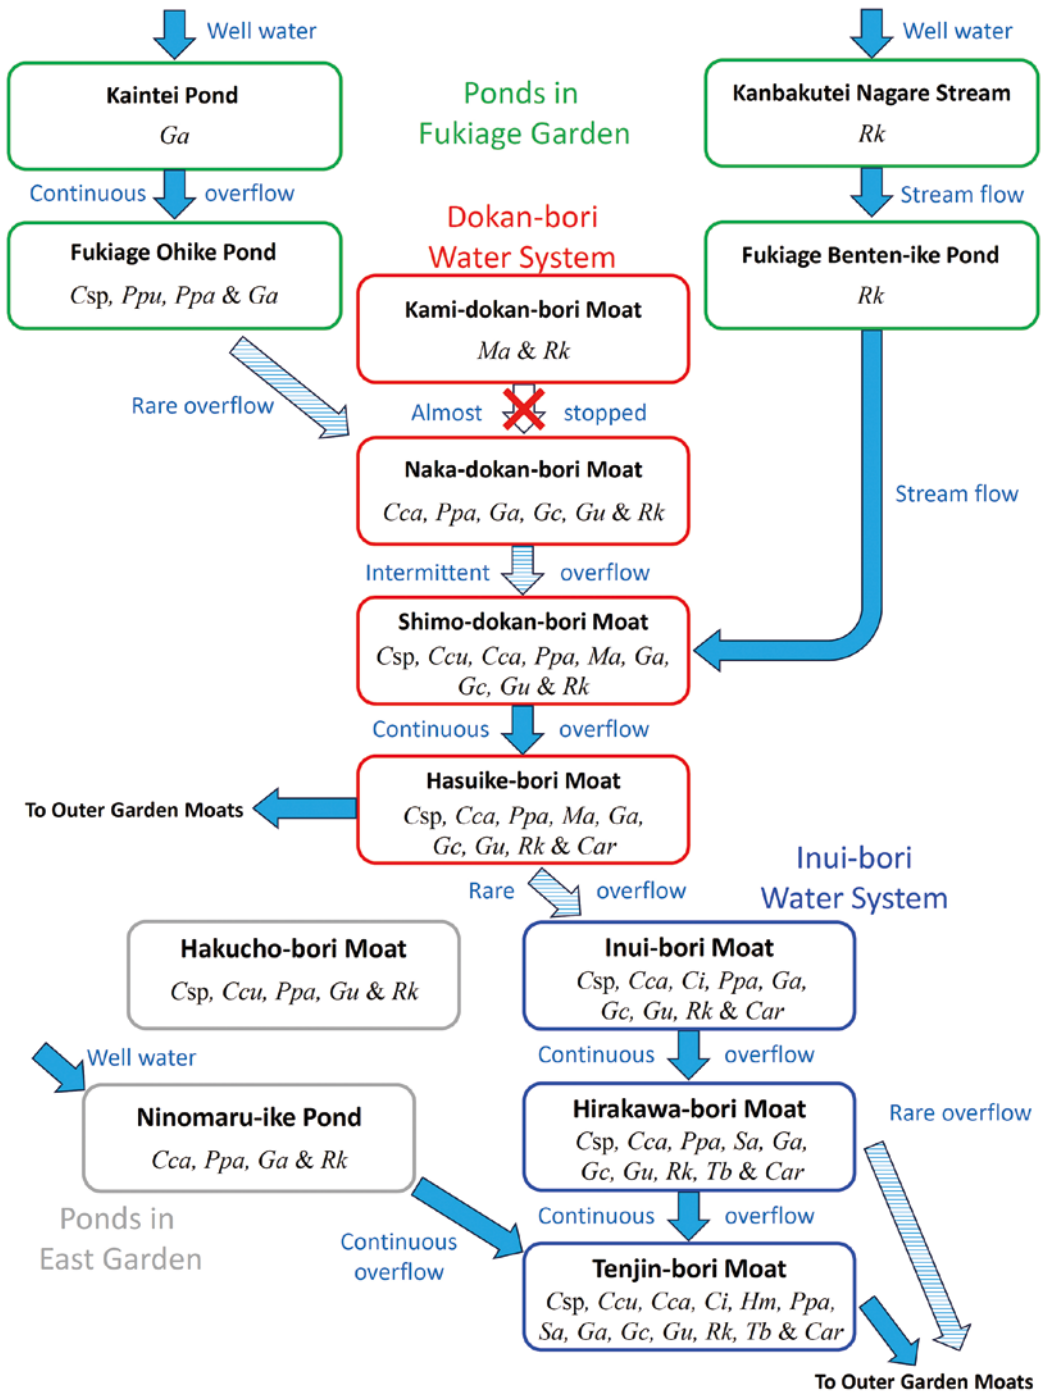 Well water
Well water
Kaintei Pond
Ga
Ponds in
Fukiage Garden
Kanbakutei Nagare Stream
Rk
Continuous overflow
Stream flow
Fukiage Ohike Pond
Csp, Ppu, Ppa & Ga
Dokan-bori
Water System
Fukiage Benten-ike Pond
Rk
Kami-dokan-bori Moat
Ma & Rk
Rare overflow
Almost stopped
Naka-dokan-bori Moat
Cca, Ppa, Ga, Gc, Gu & Rk
Stream flow
Intermittent overflow
Shimo-dokan-bori Moat
Csp, Ccu, Cca, Ppa, Ma, Ga,
Gc, Gu & Rk
Continuous overflow
Hasuike-bori Moat
Csp, Cca, Ppa, Ma, Ga,
Gc, Gu, Rk & Car
To Outer Garden Moats
Rare overflow
Inui-bori
Water System
Hakucho-bori Moat
Csp, Ccu, Ppa, Gu & Rk
Inui-bori Moat
Csp, Cca, Ci, Ppa, Ga,
Gc, Gu, Rk & Car
Well water
Continuous overflow
Ninomaru-ike Pond
Cca, Ppa, Ga & Rk
Hirakawa-bori Moat
Csp, Cca, Ppa, Sa, Ga,
Gc, Gu, Rk, Tb & Car
Rare overflow
Ponds in
East Garden
Continuous
overflow
Continuous overflow
Tenjin-bori Moat
Csp, Ccu, Cca, Ci, Hm, Ppa,
Sa, Ga, Gc, Gu, Rk, Tb & Car
To Outer Garden Moats